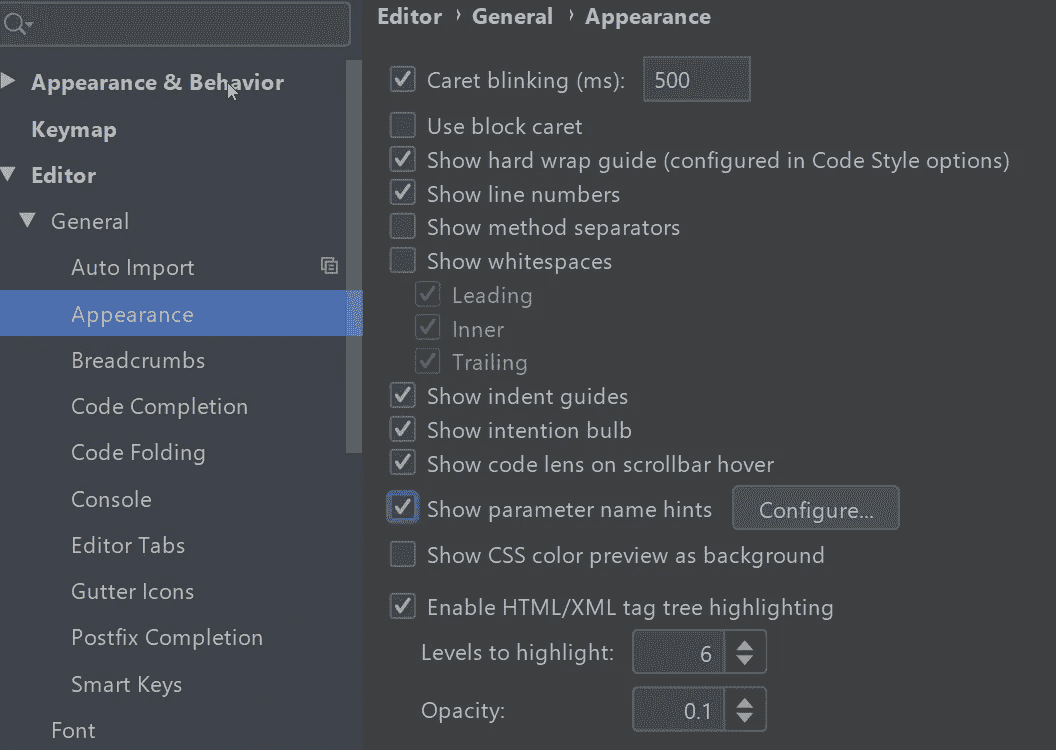 Appearance & Behavior
Keymap
Editor
General
Auto Import
Appearance
Breadcrumbs
Code Completion
Code Folding
Console
Editor Tabs
Gutter Icons
Postfix Completion
Smart Keys
Font
Editor › General › Appearance
Caret blinking (ms): 500
Use block caret
Show hard wrap guide (configured in Code Style options)
Show line numbers
Show method separators
Show whitespaces
Leading
Inner
Trailing
Show indent guides
Show intention bulb
Show code lens on scrollbar hover
Show parameter name hints Configure...
Show CSS color preview as background
Enable HTML/XML tag tree highlighting
Levels to highlight: 6
Opacity: 0.1